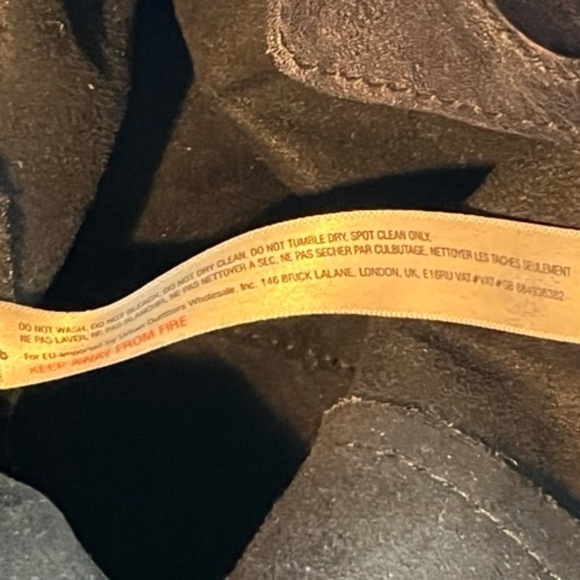 DO NOT WASH. DO NOT BLEACH. DO NOT DRY CLEAN. DO NOT TUMBLE DRY, SPOT CLEAN ONLY.
NE PAS LAVER, NE PAS BLANCHIR, NE PAS NETTOYER À SEC, NE PAS SECHER PAR CULBUTAGE, NETTOYER LES TACHES SEULEMENT
For EU-Imported by Urban Outfitters Wholesale, Inc. 146 BRICK LALANE, LONDON, UK, E16RU VAT #VAT #GB
KEEP AWAY FROM FIRE